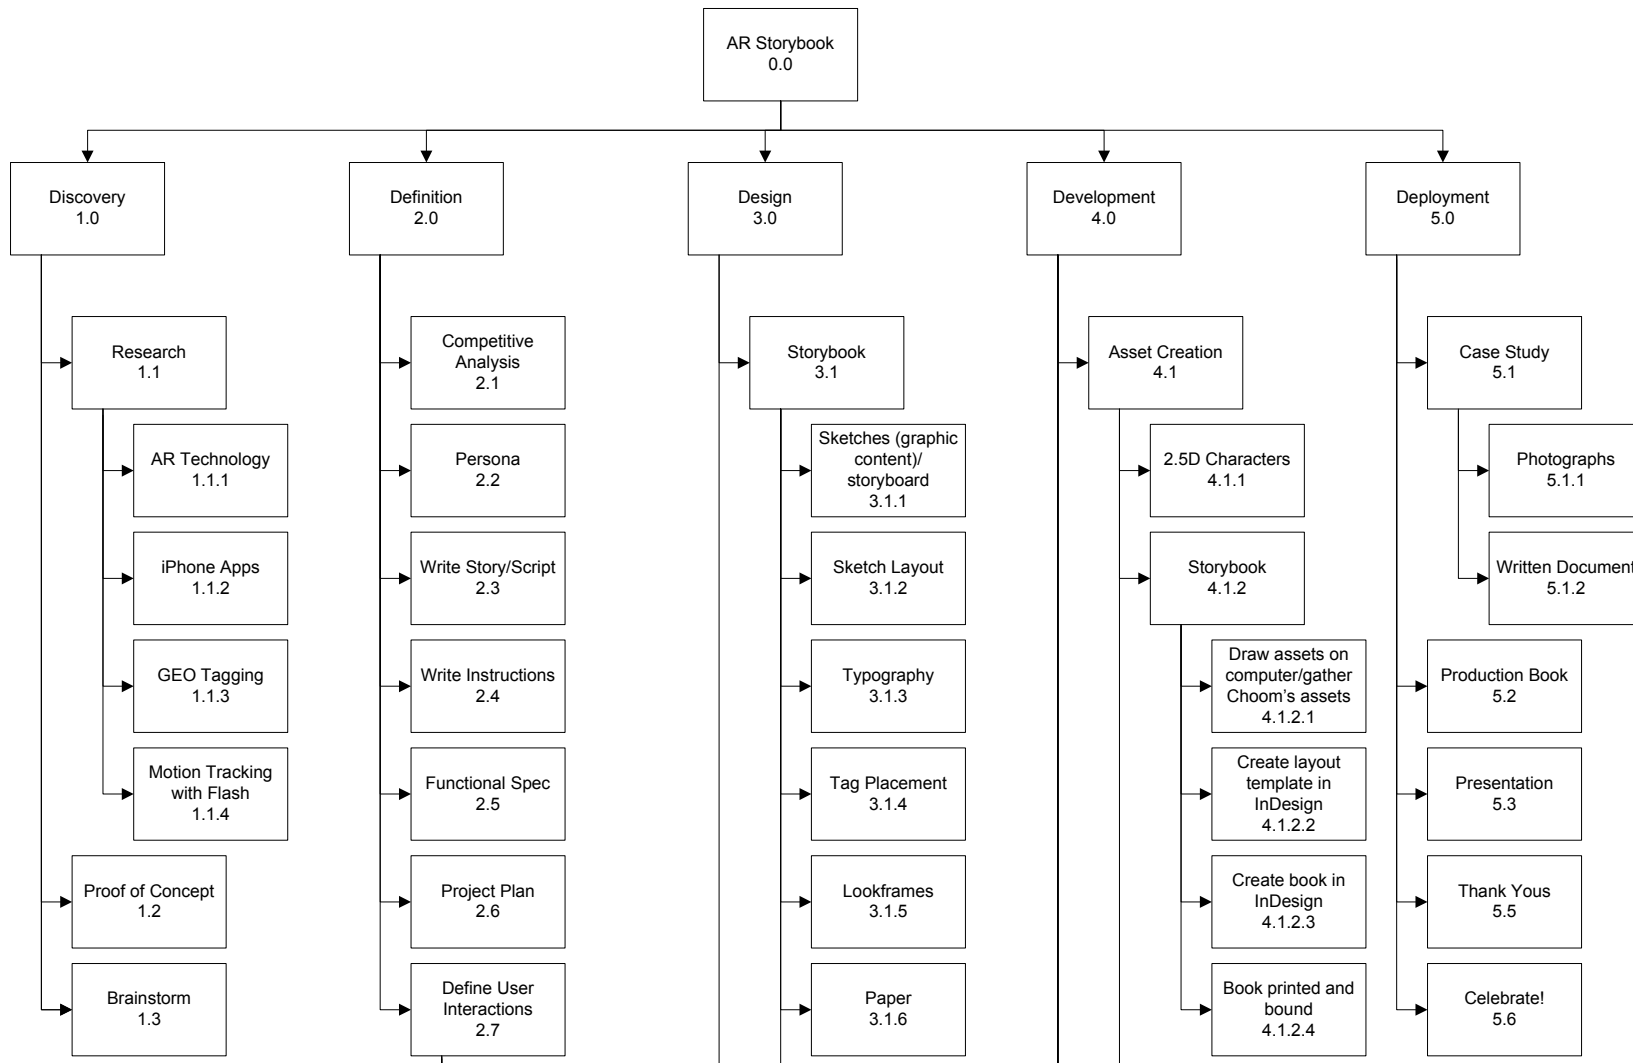 AR Storybook
0.0
Discovery
1.0
Definition
2.0
Design
3.0
Development
4.0
Deployment
5.0
Research
1.1
AR Technology
1.1.1
iPhone Apps
1.1.2
GEO Tagging
1.1.3
Motion Tracking
with Flash
1.1.4
Proof of Concept
1.2
Brainstorm
1.3
Competitive
Analysis
2.1
Persona
2.2
Write Story/Script
2.3
Write Instructions
2.4
Functional Spec
2.5
Project Plan
2.6
Define User
Interactions
2.7
Storybook
3.1
Sketches (graphic
content)/
storyboard
3.1.1
Sketch Layout
3.1.2
Typography
3.1.3
Tag Placement
3.1.4
Lookframes
3.1.5
Paper
3.1.6
Asset Creation
4.1
2.5D Characters
4.1.1
Storybook
4.1.2
Draw assets on
computer/gather
Choom’s assets
4.1.2.1
Create layout
template in
InDesign
4.1.2.2
Create book in
InDesign
4.1.2.3
Book printed and
bound
4.1.2.4
Case Study
5.1
Photographs
5.1.1
Written Document
5.1.2
Production Book
5.2
Presentation
5.3
Thank Yous
5.5
Celebrate!
5.6